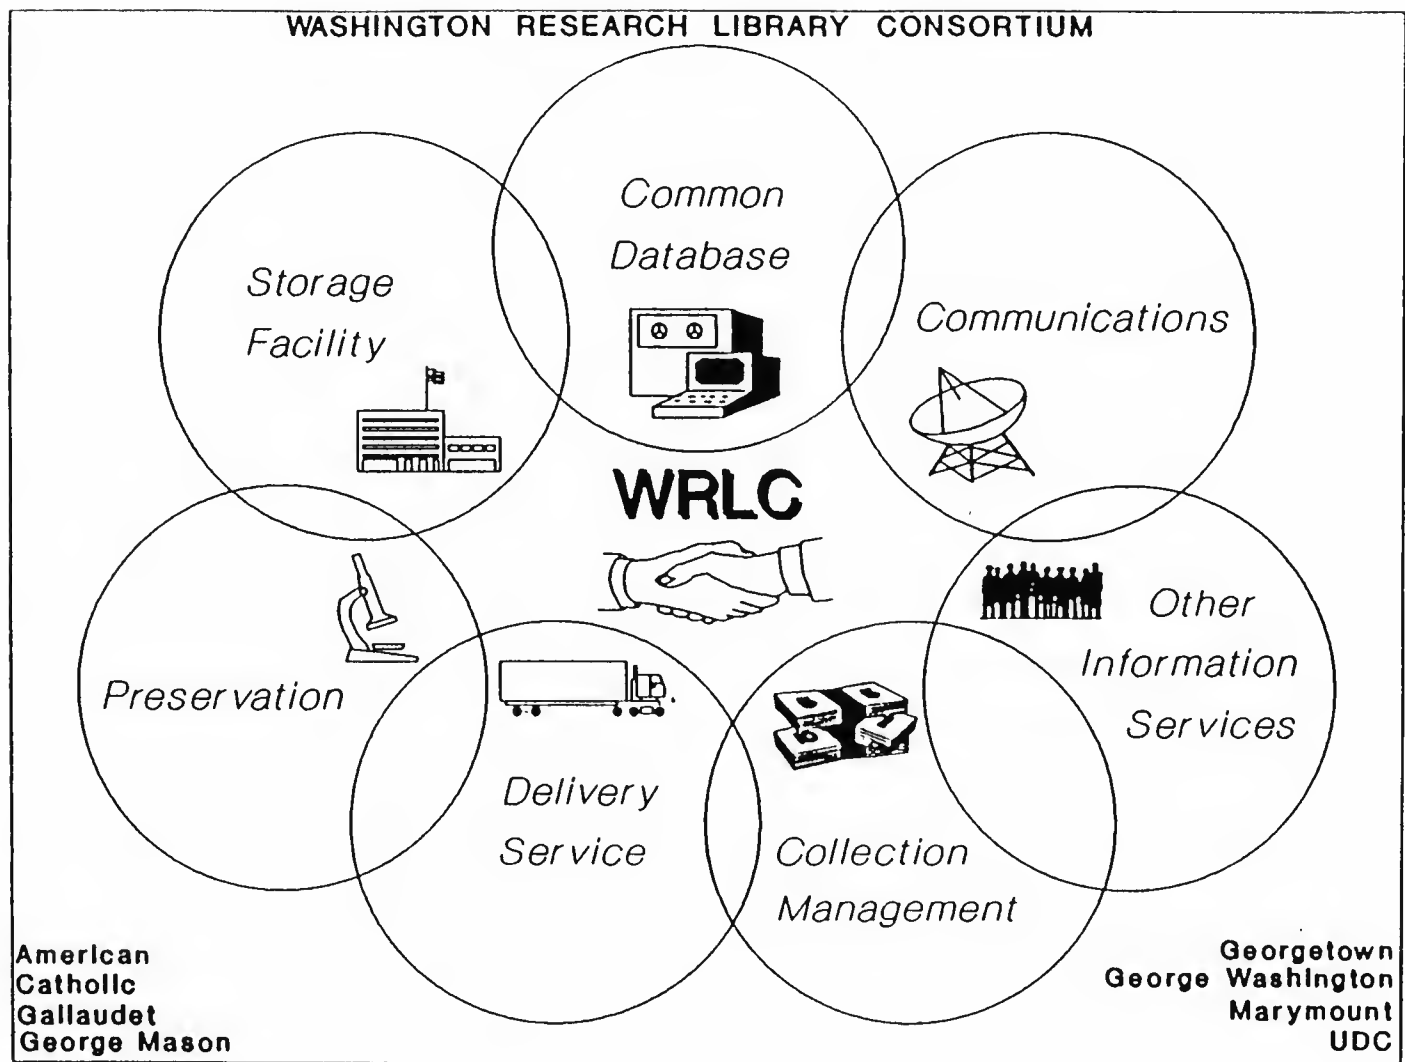 WASHINGTON RESEARCH LIBRARY CONSORTIUM
Common
Database
Storage
Facility
Communications
WRLC
Preservation
Other
Information
Services
Delivery
Service
Collection
Management
American
Catholic
Gallaudet
George Mason
Georgetown
George Washington
Marymount
UDC